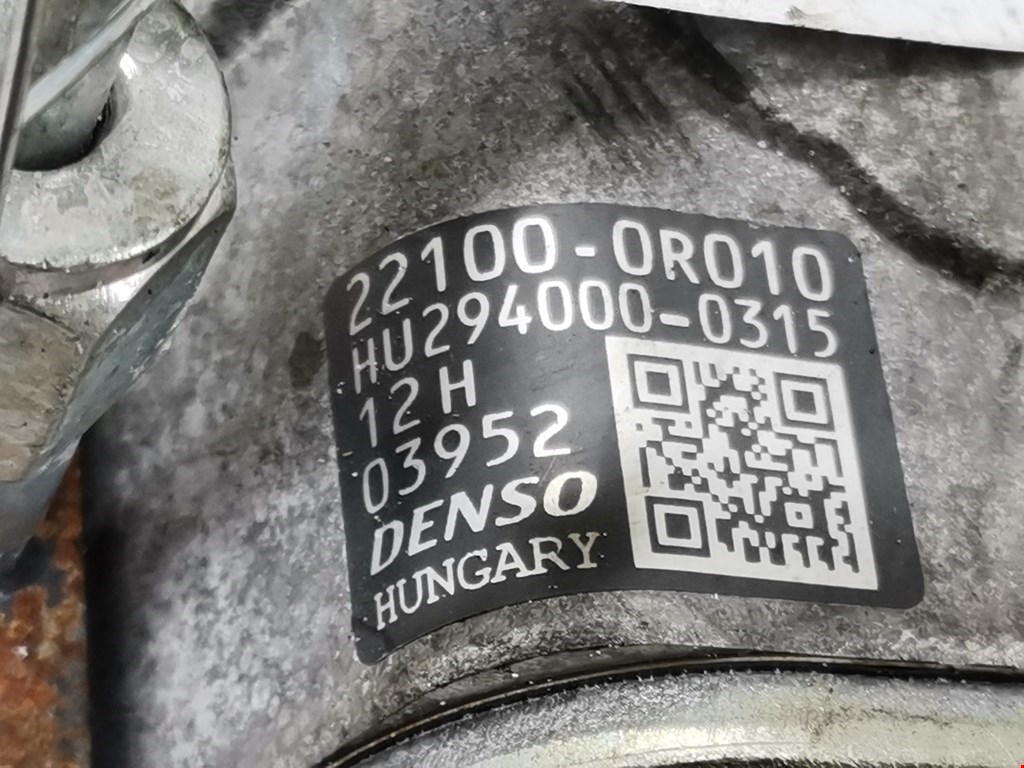 22100-0R010
HU294000-0315
12H
03952
DENSO
HUNGARY